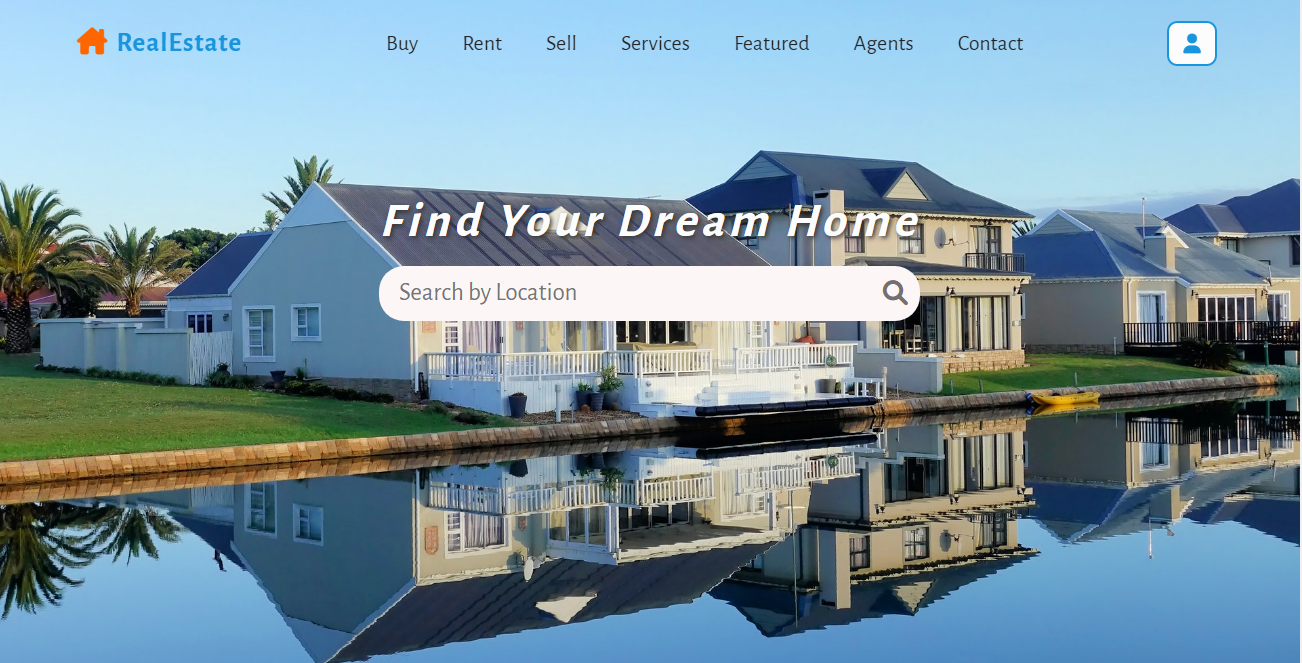 RealEstate
Buy Rent Sell Services Featured Agents Contact
Find Your Dream Home
Search by Location